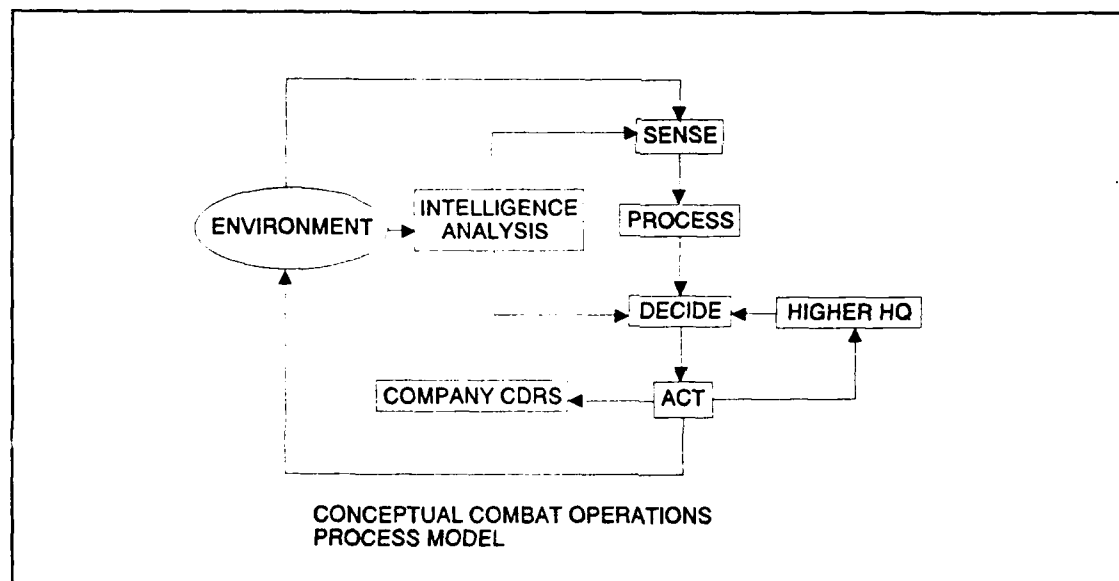 SENSE
ENVIRONMENT
INTELLIGENCE
ANALYSIS
PROCESS
DECIDE
HIGHER HQ
COMPANY CDRS
ACT
CONCEPTUAL COMBAT OPERATIONS
PROCESS MODEL